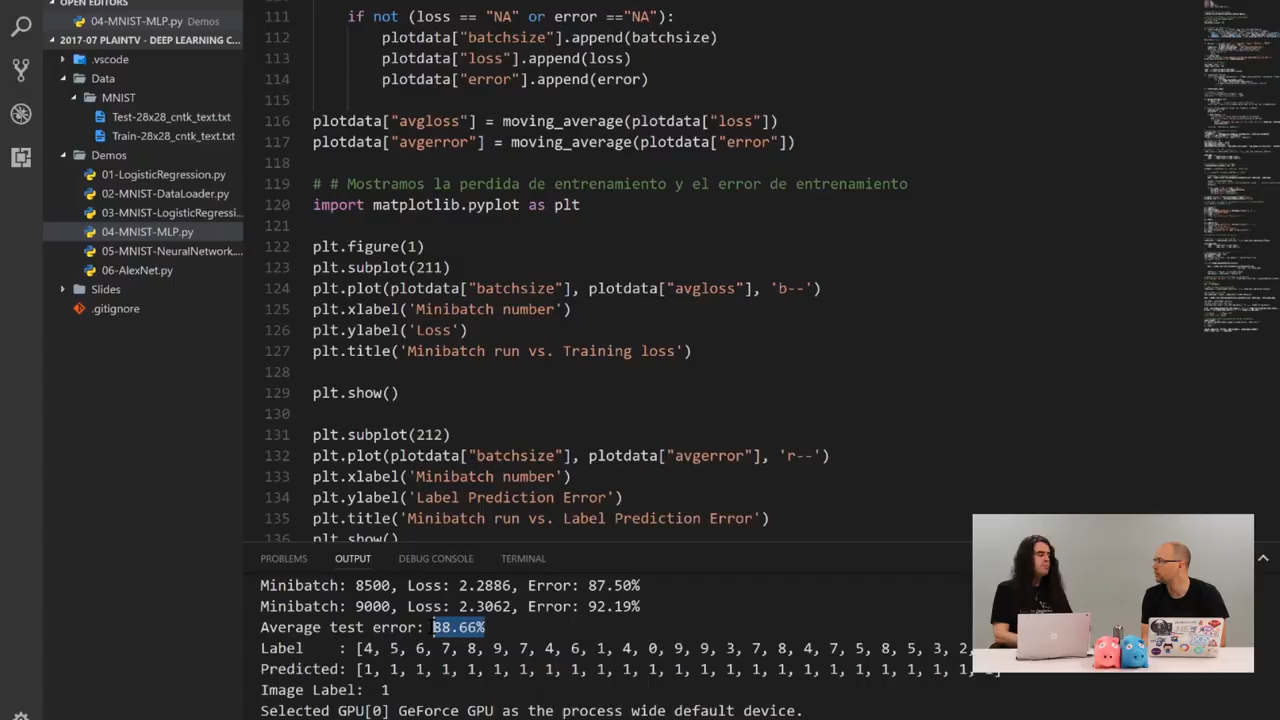 OPEN EDITORS
04-MNIST-MLP.py Demos
2017-07 PLAINTV - DEEP LEARNING C...
.vscode
Data
MNIST
Test-28x28_cntk_text.txt
Train-28x28_cntk_text.txt
Demos
01-LogisticRegression.py
02-MNIST-DataLoader.py
03-MNIST-LogisticRegressi...
04-MNIST-MLP.py
05-MNIST-NeuralNetwork....
06-AlexNet.py
Slides
.gitignore
111 if not (loss == "NA" or error =="NA"):
112 plotdata["batchsize"].append(batchsize)
113 plotdata["loss"].append(loss)
114 plotdata["error"].append(error)
115
116 plotdata["avgloss"] = moving_average(plotdata["loss"])
117 plotdata["avgerror"] = moving_average(plotdata["error"])
118
119 # # Mostramos la perdida de entrenamiento y el error de entrenamiento
120 import matplotlib.pyplot as plt
121
122 plt.figure(1)
123 plt.subplot(211)
124 plt.plot(plotdata["batchsize"], plotdata["avgloss"], 'b--')
125 plt.xlabel('Minibatch number')
126 plt.ylabel('Loss')
127 plt.title('Minibatch run vs. Training loss')
128
129 plt.show()
130
131 plt.subplot(212)
132 plt.plot(plotdata["batchsize"], plotdata["avgerror"], 'r--')
133 plt.xlabel('Minibatch number')
134 plt.ylabel('Label Prediction Error')
135 plt.title('Minibatch run vs. Label Prediction Error')
136 plt.show()
PROBLEMS OUTPUT DEBUG CONSOLE TERMINAL
Minibatch: 8500, Loss: 2.2886, Error: 87.50%
Minibatch: 9000, Loss: 2.3062, Error: 92.19%
Average test error: 88.66%
Label : [4, 5, 6, 6, 8, 9, 7, 4, 6, 1, 4, 0, 9, 9, 3, 7, 8, 4, 7, 5, 8, 5, 3, 2,
Predicted: [1, 1, 1, 1, 1, 1, 1, 1, 1, 1, 1, 1, 1, 1, 1, 1, 1, 1, 1, 1, 1, 1, 1, 1,
Image Label: 1
Selected GPU[0] GeForce GPU as the process wide default device.